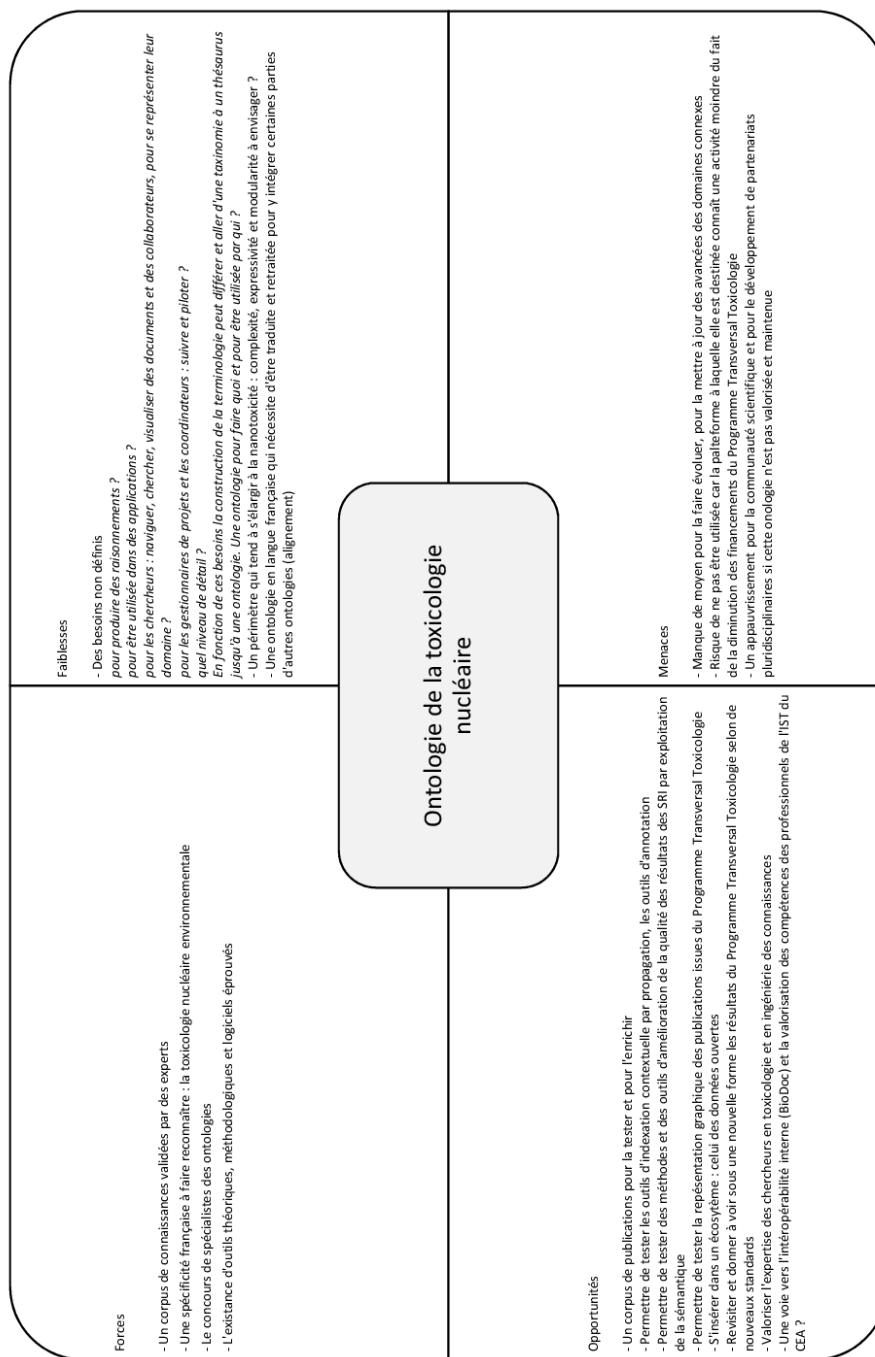 Forces
- Un corpus de connaissances validées par des experts
- Une spécificité française à faire reconnaître : la toxicologie nucléaire environnementale
- Le concours de spécialistes des ontologies
- L'existance d'outils théoriques, méthodologiques et logiciels éprouvés
Faiblesses
- Des besoins non définis
pour produire des raisonnements ?
pour être utilisée dans des applications ?
pour les chercheurs : naviguer, chercher, visualiser des documents et des collaborateurs, pour se représenter leur
domaine ?
pour les gestionnaires de projets et les coordinateurs : suivre et piloter ?
quel niveau de détail ?
En fonction de ces besoins la construction de la terminologie peut différer et aller d'une taxinomie à un thésaurus
jusqu'à une ontologie. Une ontologie pour faire quoi et pour être utilisée par qui ?
- Un périmètre qui tend à s'élargir à la nanotoxicité : complexité, expressivité et modularité à envisager ?
- Une ontologie en langue française qui nécessite d'être traduite et retraitée pour y intégrer certaines parties
d'autres ontologies (alignement)
Ontologie de la toxicologie
nucléaire
Opportunités
- Un corpus de publications pour la tester et pour l'enrichir
- Permettre de tester les outils d'indexation contextuelle par propagation, les outils d'annotation
- Permettre de tester des méthodes et des outils d'amélioration de la qualité des résultats des SRI par exploitation
de la sémantique
- Permettre de tester la repésentation graphique des publications issues du Programme Transversal Toxicologie
- S'insérer dans un écosytème : celui des données ouvertes
- Revisiter et donner à voir sous une nouvelle forme les résultats du Programme Transversal Toxicologie selon de
nouveaux standards
- Valoriser l'expertise des chercheurs en toxicologie et en ingéniérie des connaissances
- Une voie vers l'intéropérabilité interne (BioDoc) et la valorisation des compétences des professionnels de l'IST du
CEA ?
Menaces
- Manque de moyen pour la faire évoluer, pour la mettre à jour des avancées des domaines connexes
- Risque de ne pas être utilisée car la palteforme à laquelle elle est destinée connaît une activité moindre du fait
de la diminution des financements du Programme Transversal Toxicologie
- Un appauvrissement pour la communauté scientifique et pour le développement de partenariats
pluridisciplinaires si cette onologie n'est pas valorisée et maintenue